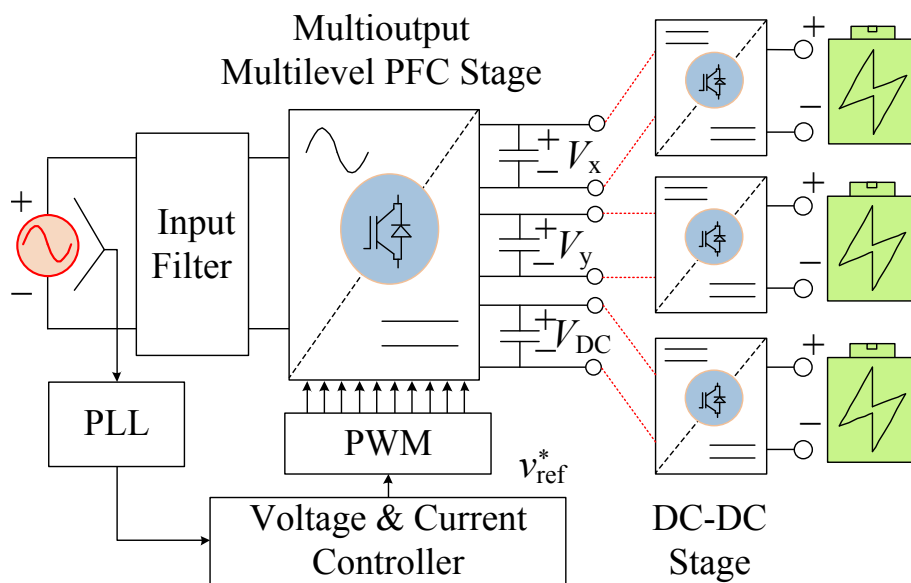 Multioutput
Multilevel PFC Stage
+
−
Input
Filter
+
−
Vx
+
−
Vy
+
−
VDC
+
−
+
−
+
−
PLL
PWM
v*ref
Voltage & Current
Controller
DC-DC
Stage